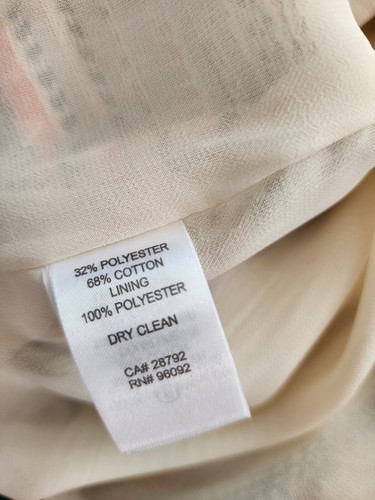 32% POLYESTER
68% COTTON
LINING
100% POLYESTER
DRY CLEAN
CA# 28792
RN# 96092